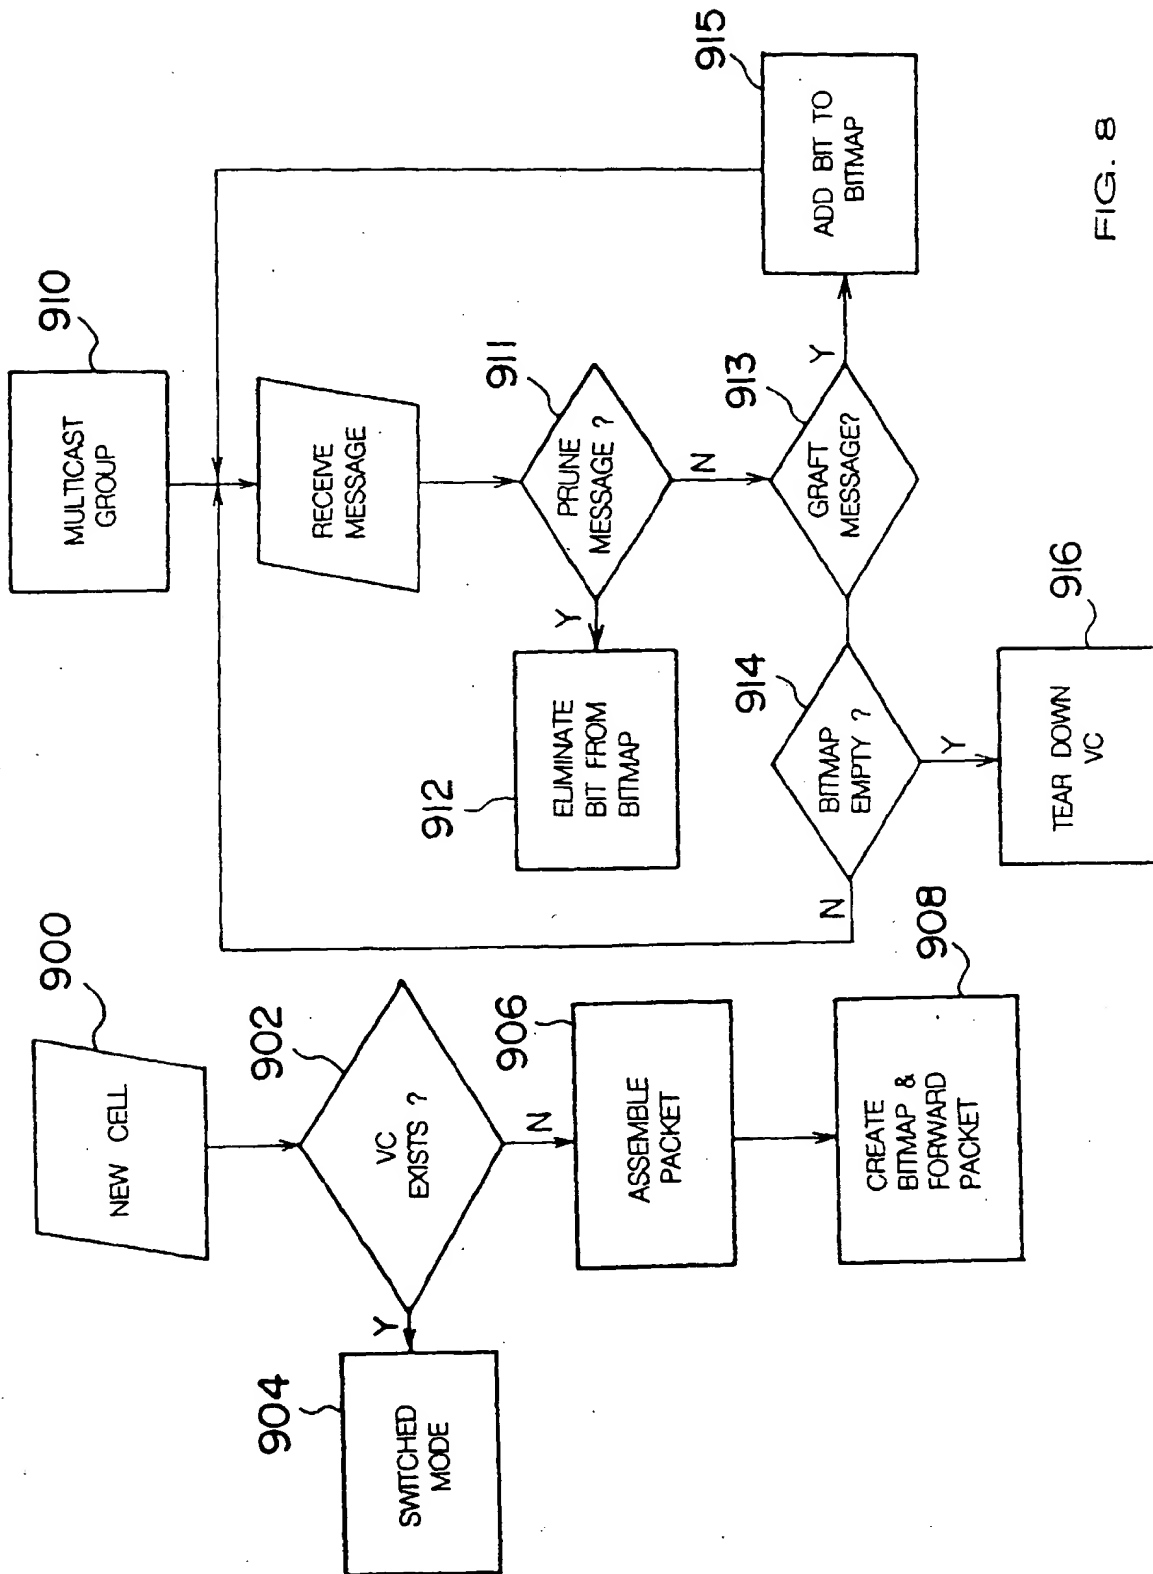 900
NEW CELL
902
VC
EXISTS ?
Y
N
904
SWITCHED
MODE
906
ASSEMBLE
PACKET
908
CREATE
BITMAP &
FORWARD
PACKET
910
MULTICAST
GROUP
RECEIVE
MESSAGE
911
PRUNE
MESSAGE ?
Y
N
912
ELIMINATE
BIT FROM
BITMAP
913
GRAFT
MESSAGE?
Y
915
ADD BIT TO
BITMAP
914
BITMAP
EMPTY ?
N
Y
916
TEAR DOWN
VC
FIG. 8